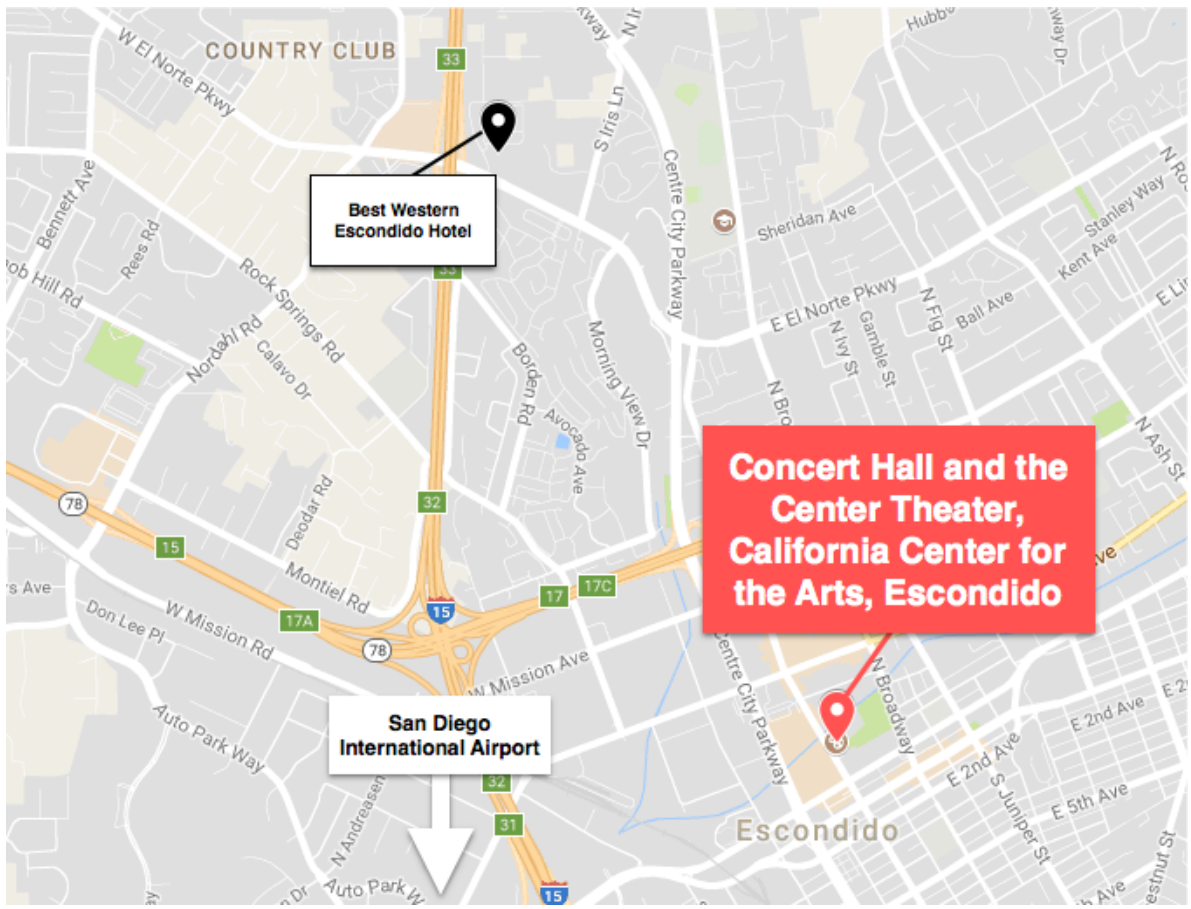 COUNTRY CLUB
33
W El Norte Pkwy
Best Western
Escondido Hotel
S Iris Ln
Centre City Parkway
Sheridan Ave
Stanley Way
Kent Ave
Bennett Ave
Rees Rd
Rock Springs Rd
Nordahl Rd
Calavo Dr
E El Norte Pkwy
N Fig St
Ball Ave
N Ivy St
Gamble St
Morning View Dr
Borden Rd
Avocado Ave
N Ash St
Concert Hall and the
Center Theater,
California Center for
the Arts, Escondido
78
15
32
Deodar Rd
Montiel Rd
17A
78
15
17
17C
W Mission Rd
Don Lee Pl
W Mission Ave
Centre City Parkway
N Broadway
Auto Park Way
San Diego
International Airport
32
31
E 2nd Ave
E 2nd Ave
S Juniper St
E 5th Ave
Escondido
N Andreasen
Auto Park W
15